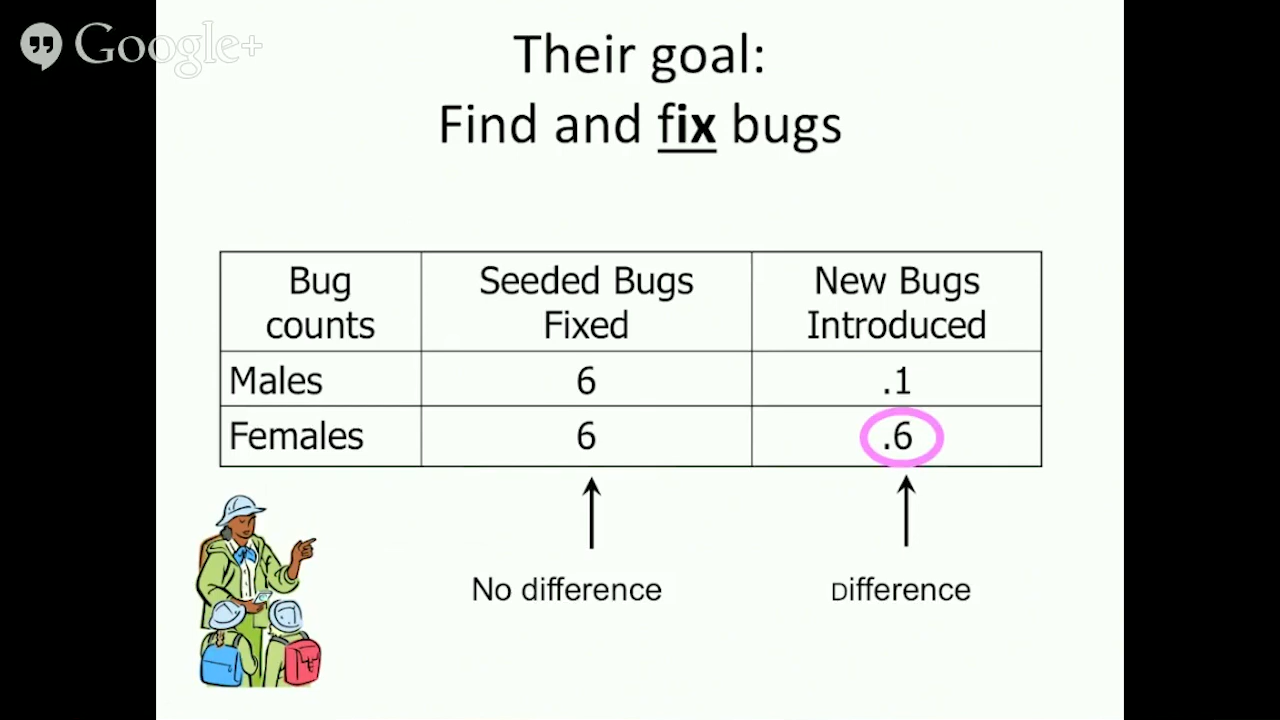 Google+
Their goal:
Find and fix bugs
Bug counts
Seeded Bugs Fixed
New Bugs Introduced
Males 6 .1
Females 6 .6
No difference
Difference